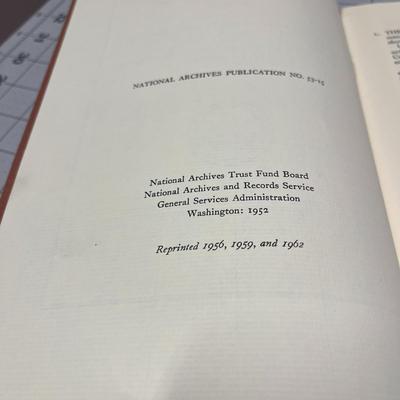 NATIONAL ARCHIVES PUBLICATION NO. 53-15
National Archives Trust Fund Board
National Archives and Records Service
General Services Administration
Washington: 1952
Reprinted 1956, 1959, and 1962